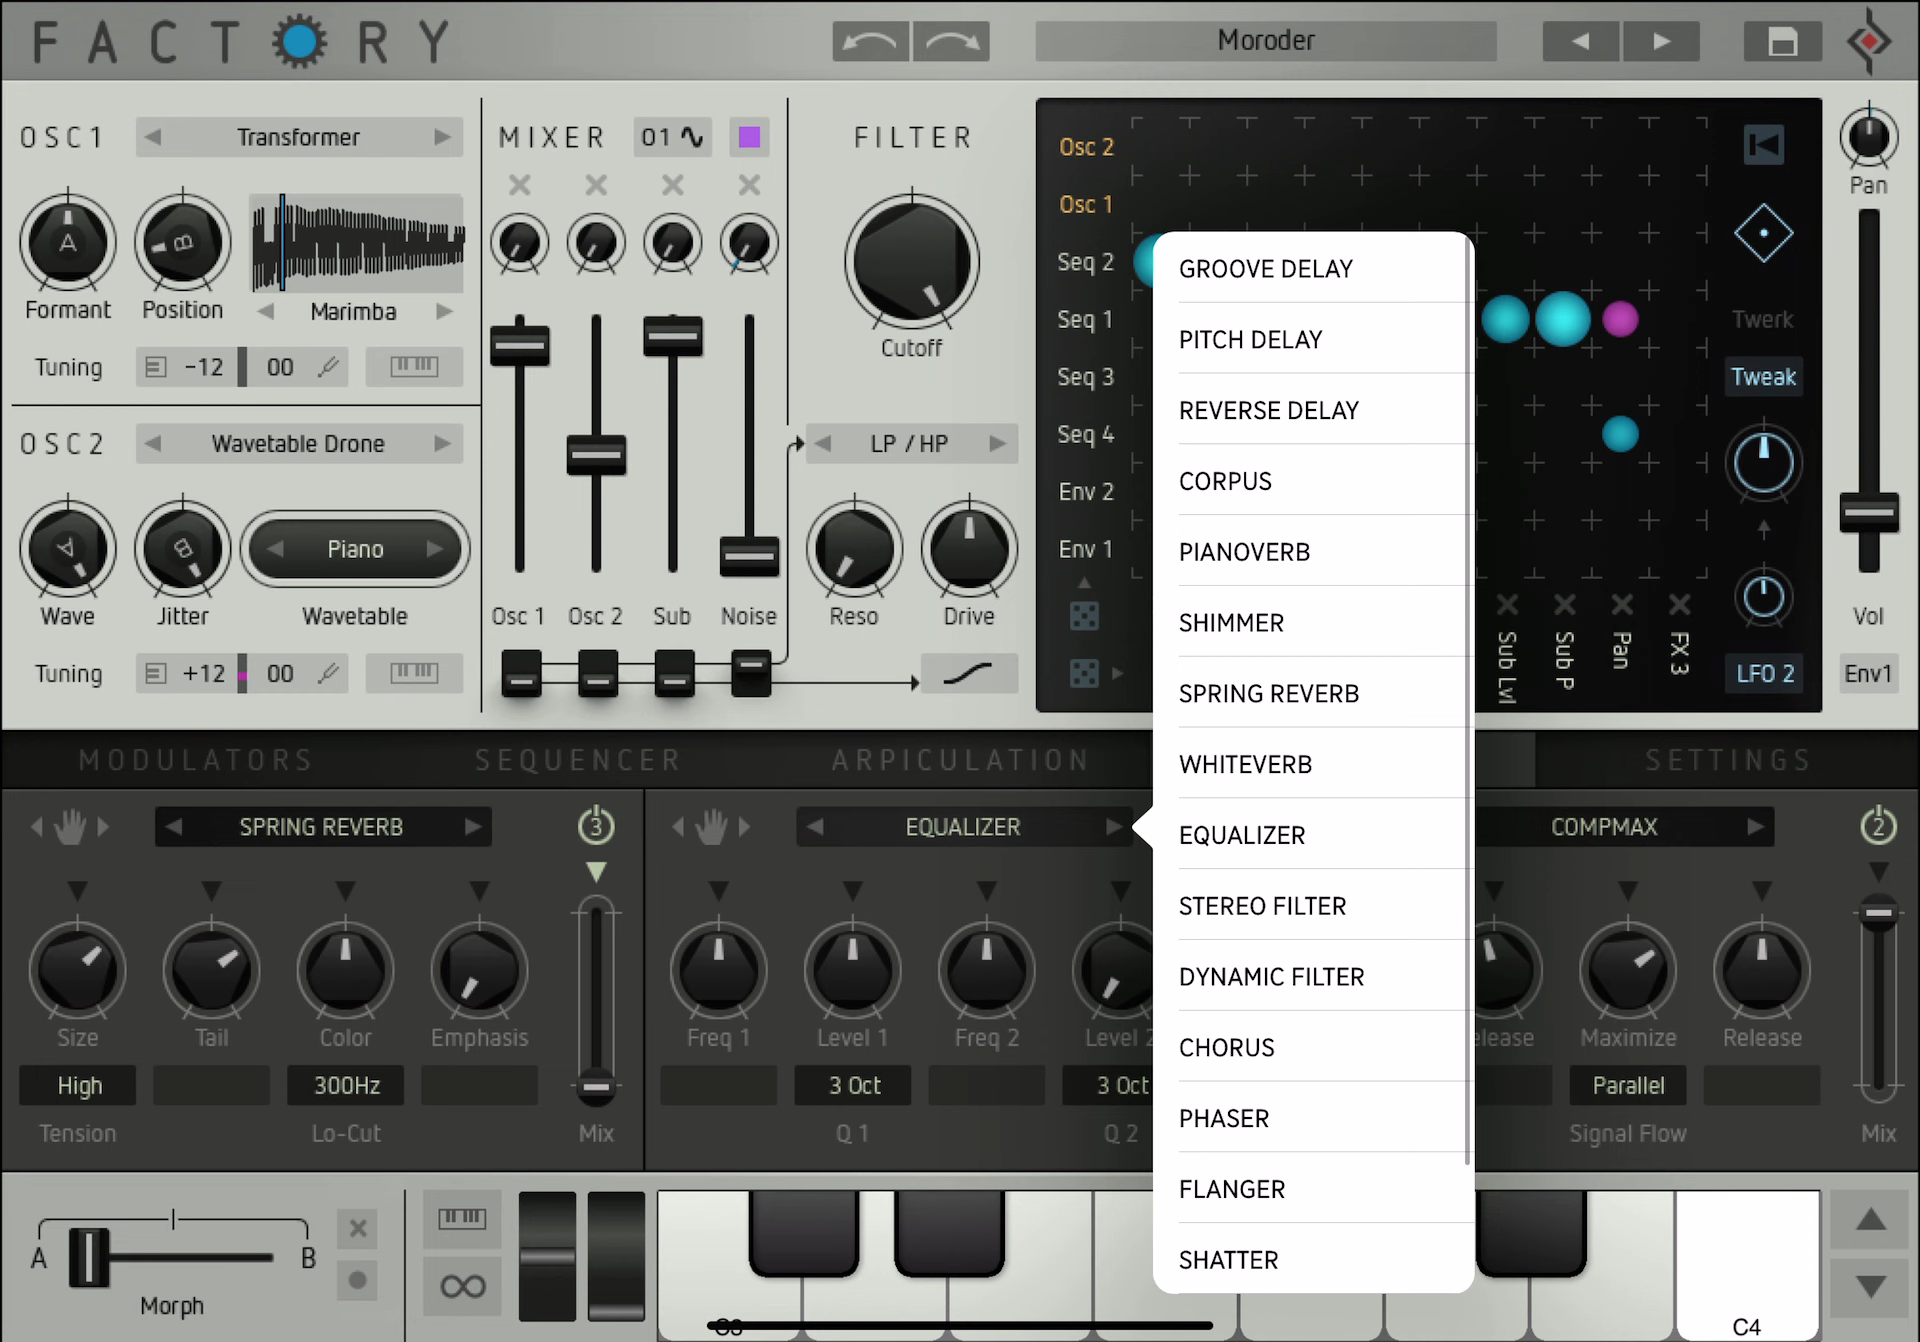 FACTORY
Moroder
OSC1
Transformer
MIXER
01
FILTER
Osc 2
Osc 1
Seq 2
Seq 1
Seq 3
Seq 4
Env 2
Env 1
Pan
A
B
Formant
Position
Marimba
Cutoff
Twerk
Tuning
-12
00
Tweak
OSC2
Wavetable Drone
LP / HP
A
B
Piano
Wave
Jitter
Wavetable
Osc 1
Osc 2
Sub
Noise
Reso
Drive
Sub Lvl
Sub P
Pan
FX 3
Vol
Tuning
+12
00
LFO 2
Env1
GROOVE DELAY
PITCH DELAY
REVERSE DELAY
CORPUS
PIANOVERB
SHIMMER
SPRING REVERB
WHITEVERB
EQUALIZER
STEREO FILTER
DYNAMIC FILTER
CHORUS
PHASER
FLANGER
SHATTER
MODULATORS
SEQUENCER
ARPICULATION
SETTINGS
SPRING REVERB
3
EQUALIZER
COMPMAX
2
Size
Tail
Color
Emphasis
Freq 1
Level 1
Freq 2
Level 2
Maximize
Release
High
300Hz
3 Oct
3 Oct
Parallel
Tension
Lo-Cut
Mix
Q 1
Q 2
Signal Flow
Mix
A
B
Morph
C3
C4